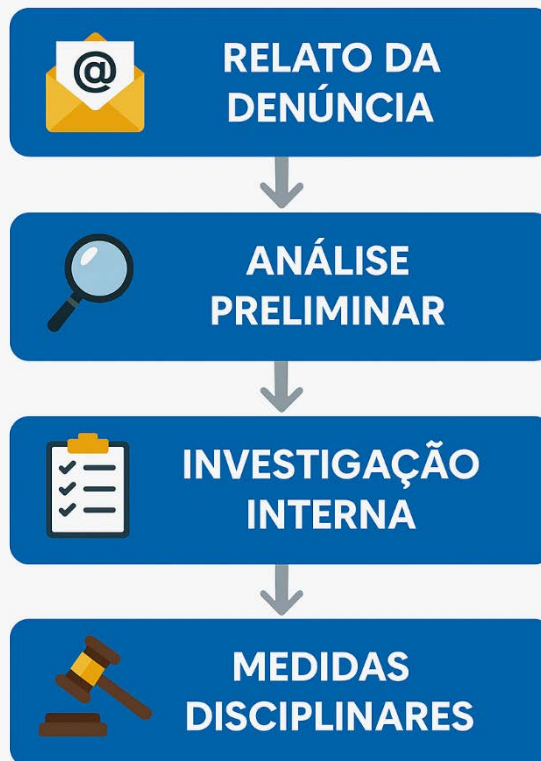 @
RELATO DA
DENÚNCIA
ANÁLISE
PRELIMINAR
INVESTIGAÇÃO
INTERNA
MEDIDAS
DISCIPLINARES